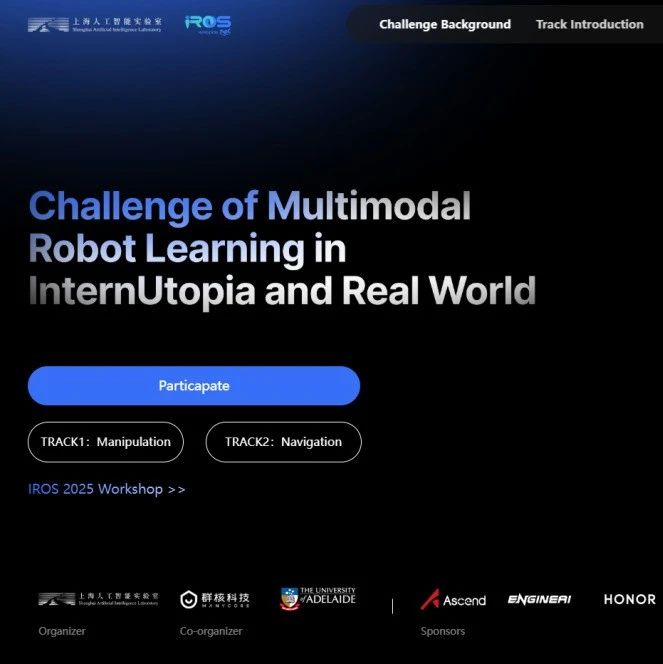 上海人工智能实验室
Shanghai Artificial Intelligence Laboratory
IROS
Challenge Background
Track Introduction
Challenge of Multimodal
Robot Learning in
InternUtopia and Real World
Particapate
TRACK1: Manipulation
TRACK2: Navigation
IROS 2025 Workshop >>
上海人工智能实验室
Shanghai Artificial Intelligence Laboratory
群核科技
MANYCORE
THE UNIVERSITY
of ADELAIDE
Ascend
ENGINEAI
HONOR
Organizer
Co-organizer
Sponsors